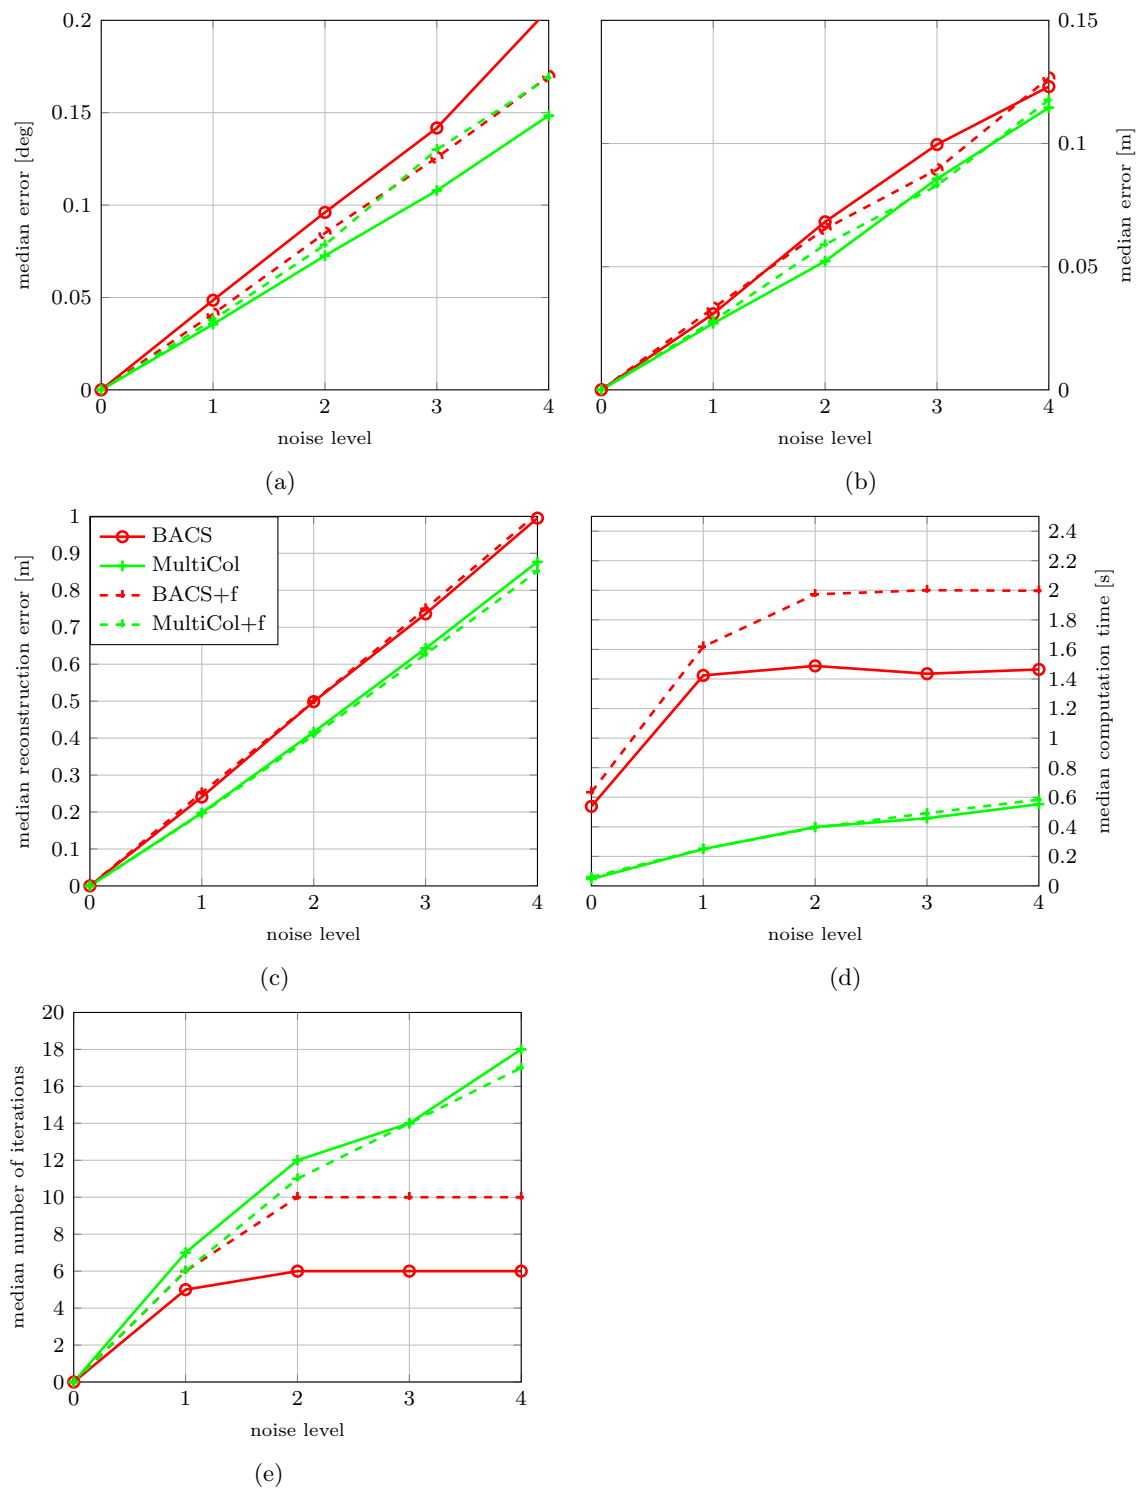 0.2
0.15
0.1
0.05
0
median error [deg]
0 1 2 3 4
noise level
(a)
0.15
0.1
0.05
0
median error [m]
0 1 2 3 4
noise level
(b)
1
0.9
0.8
0.7
0.6
0.5
0.4
0.3
0.2
0.1
0
median reconstruction error [m]
BACS
MultiCol
BACS+f
MultiCol+f
0 1 2 3 4
noise level
(c)
2.4
2.2
2
1.8
1.6
1.4
1.2
1
0.8
0.6
0.4
0.2
0
median computation time [s]
0 1 2 3 4
noise level
(d)
20
18
16
14
12
10
8
6
4
2
0
median number of iterations
0 1 2 3 4
noise level
(e)